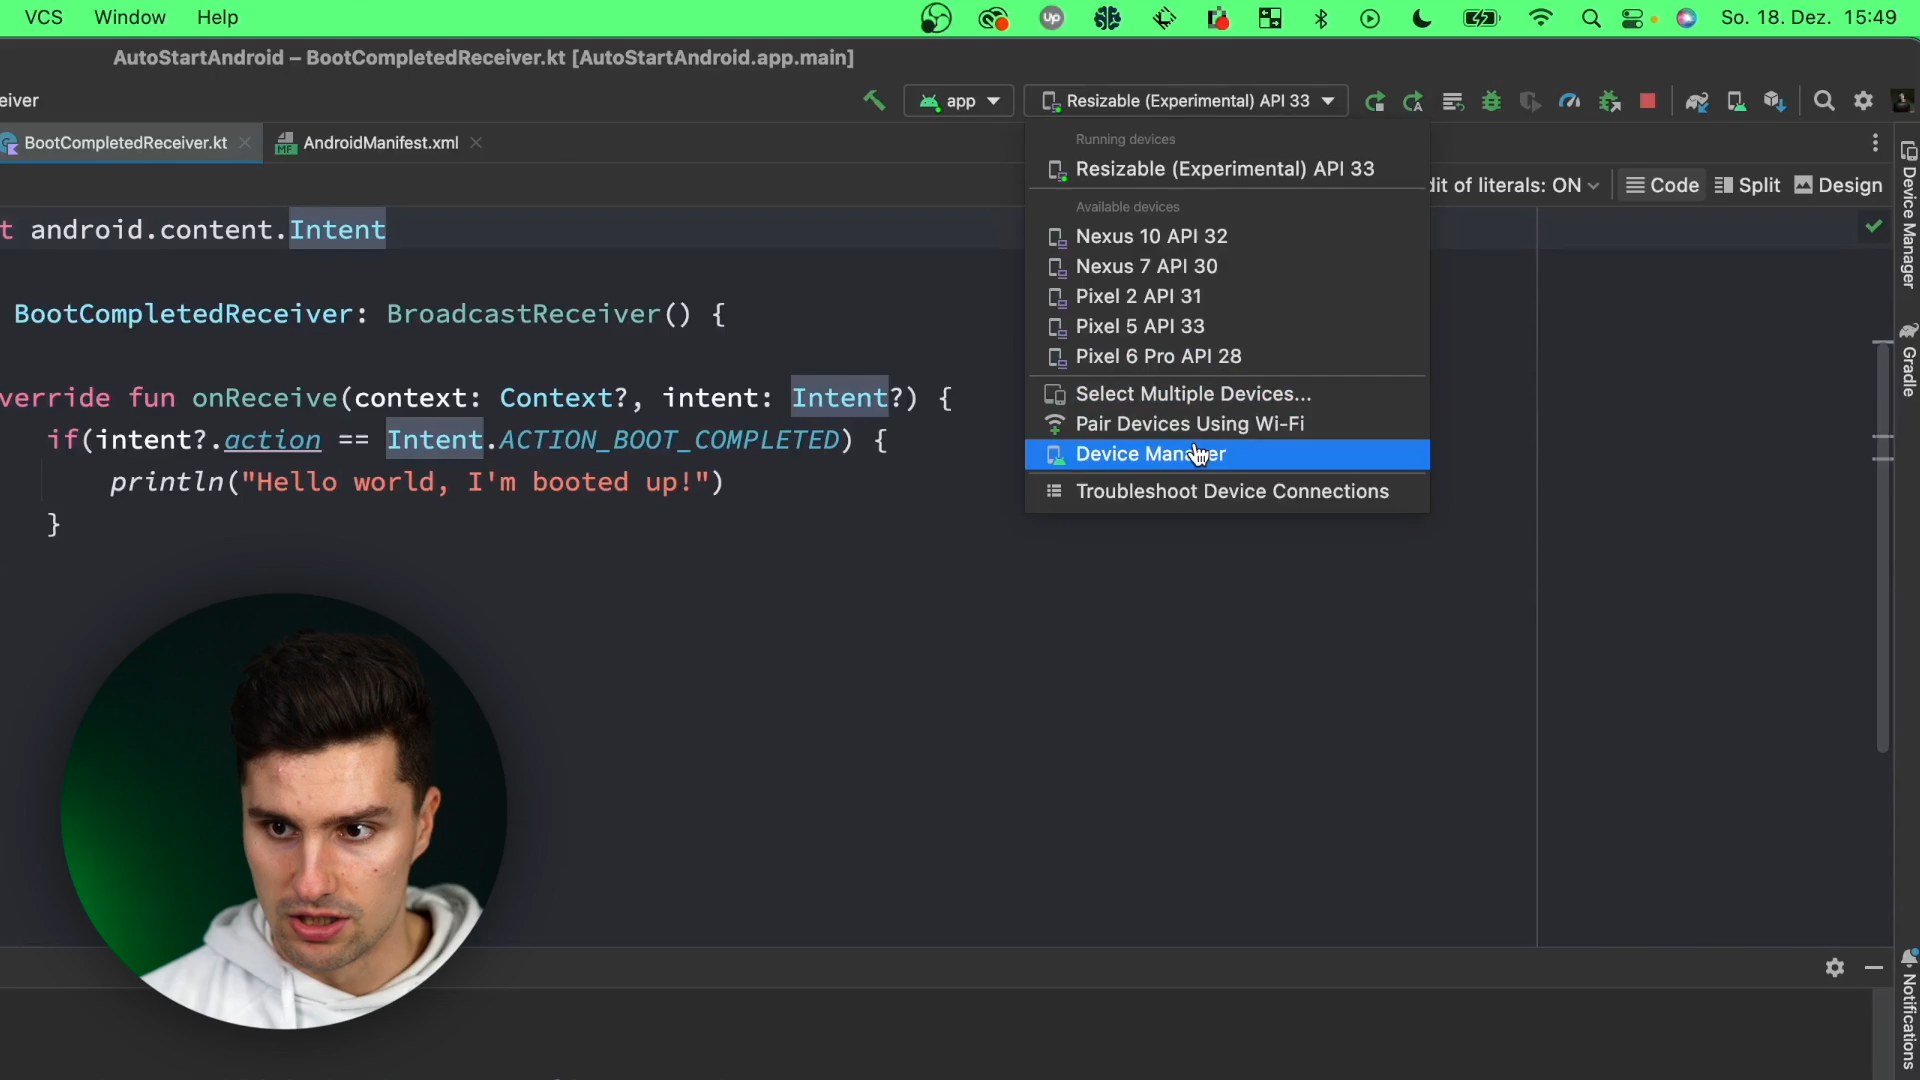 VCS Window Help
So. 18. Dez. 15:49
AutoStartAndroid – BootCompletedReceiver.kt [AutoStartAndroid.app.main]
eiver
app
Resizable (Experimental) API 33
BootCompletedReceiver.kt
AndroidManifest.xml
Running devices
Resizable (Experimental) API 33
Available devices
Nexus 10 API 32
Nexus 7 API 30
Pixel 2 API 31
Pixel 5 API 33
Pixel 6 Pro API 28
Select Multiple Devices...
Pair Devices Using Wi-Fi
Device Manager
Troubleshoot Device Connections
dit of literals: ON
Code Split Design
t android.content.Intent
BootCompletedReceiver: BroadcastReceiver() {
verride fun onReceive(context: Context?, intent: Intent?) {
if(intent?.action == Intent.ACTION_BOOT_COMPLETED) {
println("Hello world, I'm booted up!")
}
Device Manager
Gradle
Notifications